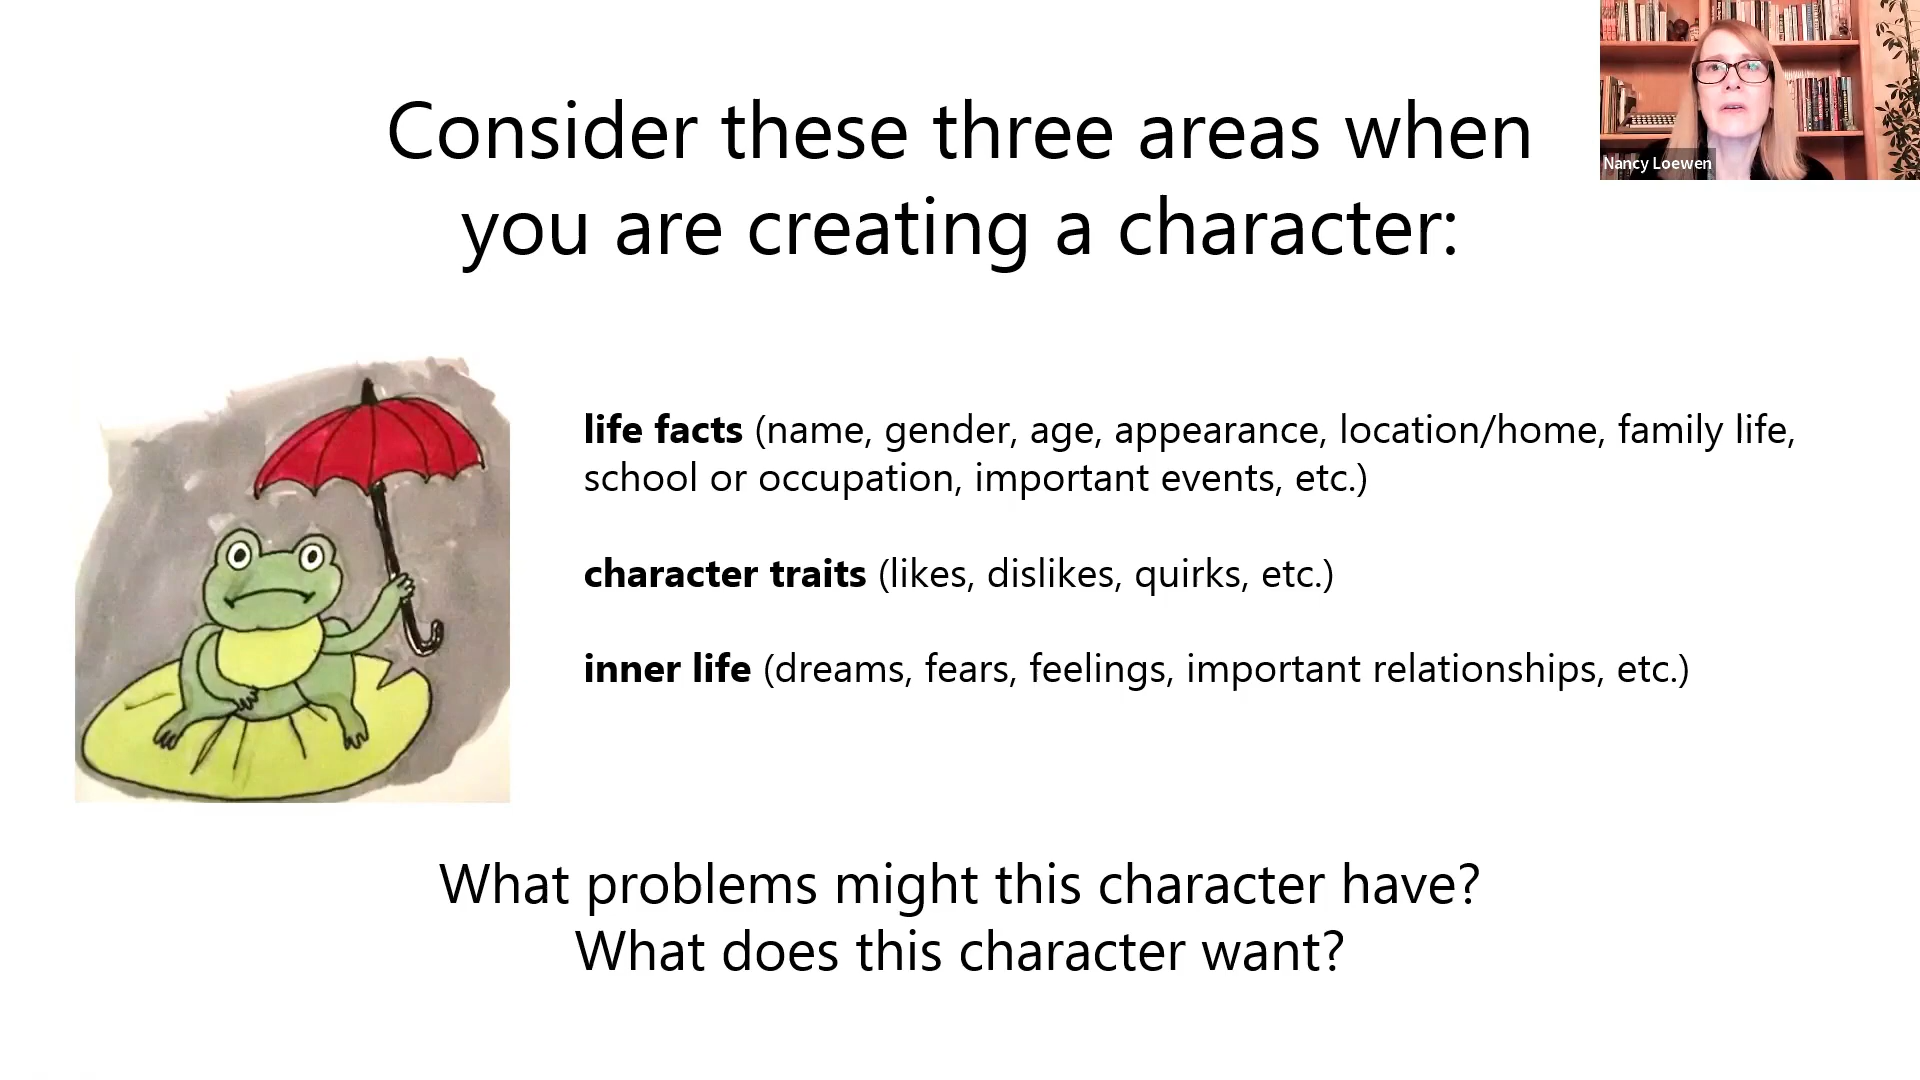 Consider these three areas when
you are creating a character:
Nancy Loewen
life facts (name, gender, age, appearance, location/home, family life,
school or occupation, important events, etc.)
character traits (likes, dislikes, quirks, etc.)
inner life (dreams, fears, feelings, important relationships, etc.)
What problems might this character have?
What does this character want?